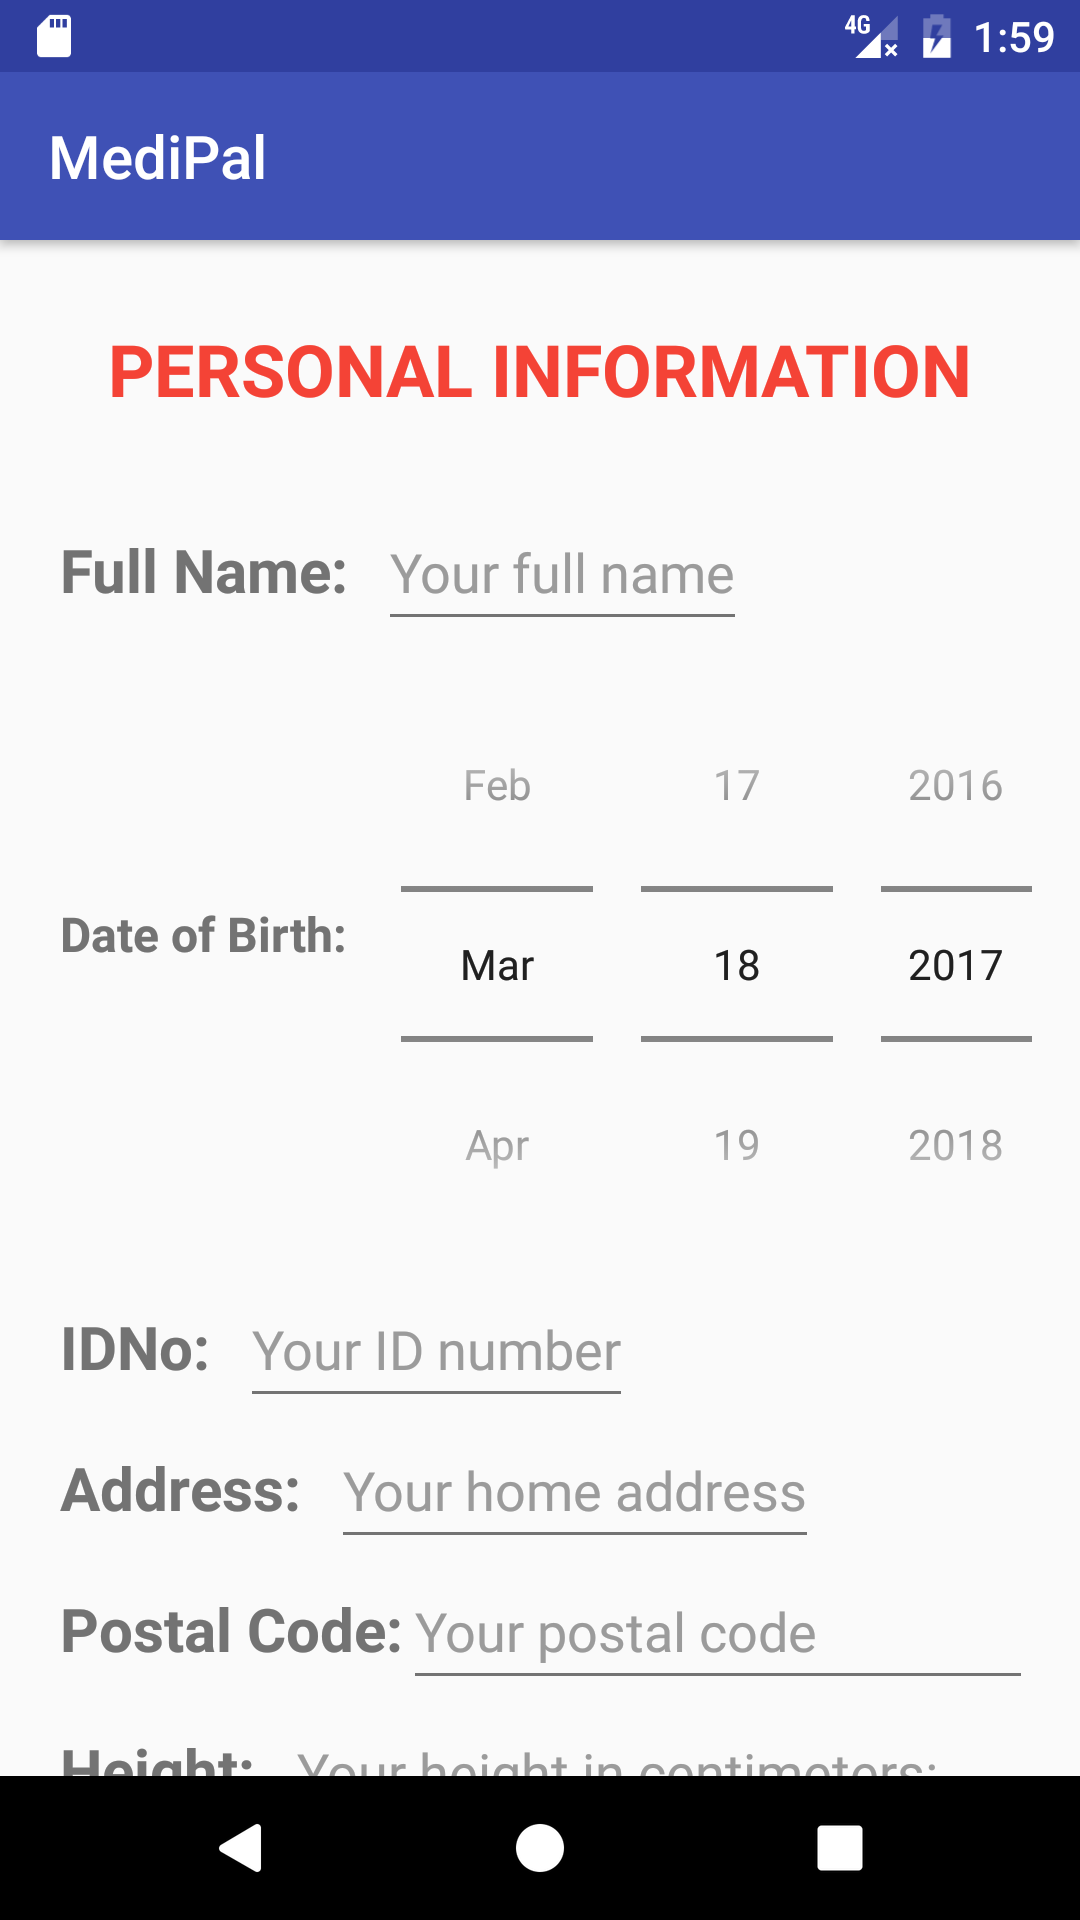 4G 1:59
MediPal
PERSONAL INFORMATION
Full Name: Your full name
Feb 17 2016
Date of Birth:
Mar 18 2017
Apr 19 2018
IDNo: Your ID number
Address: Your home address
Postal Code: Your postal code
Height: Your height in centimeters: